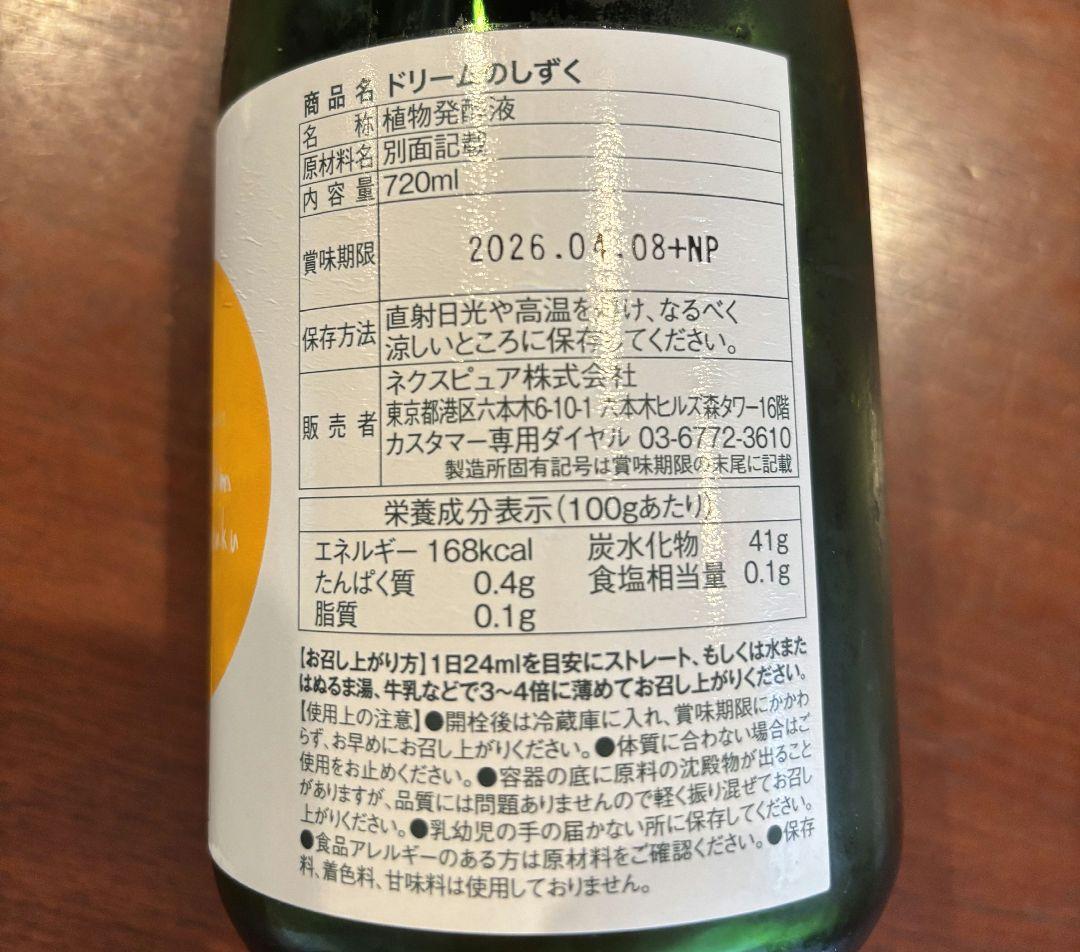 商品名 ドリームのしずく
名称 植物発酵液
原材料名 別面記載
内容量 720ml
賞味期限 2026.04.08+NP
保存方法 直射日光や高温を避け、なるべく
涼しいところに保存してください。
販売者 ネクスピュア株式会社
東京都港区六本木6-10-1 六本木ヒルズ森タワー16階
カスタマー専用ダイヤル 03-6772-3610
製造所固有記号は賞味期限の末尾に記載
栄養成分表示(100gあたり)
エネルギー 168kcal 炭水化物 41g
たんぱく質 0.4g 食塩相当量 0.1g
脂質 0.1g
【お召し上がり方】1日24mlを目安にストレート、もしくは水また
はぬるま湯、牛乳などで3〜4倍に薄めてお召し上がりください。
【使用上の注意】●開栓後は冷蔵庫に入れ、賞味期限にかかわ
らず、お早めにお召し上がりください。●体質に合わない場合はご
使用をお止めください。●容器の底に原料の沈殿物が出ること
がありますが、品質には問題ありませんので軽く振り混ぜてお召し
上がりください。●乳幼児の手の届かない所に保存してください。
●食品アレルギーのある方は原材料をご確認ください。●保存
料、着色料、甘味料は使用しておりません。